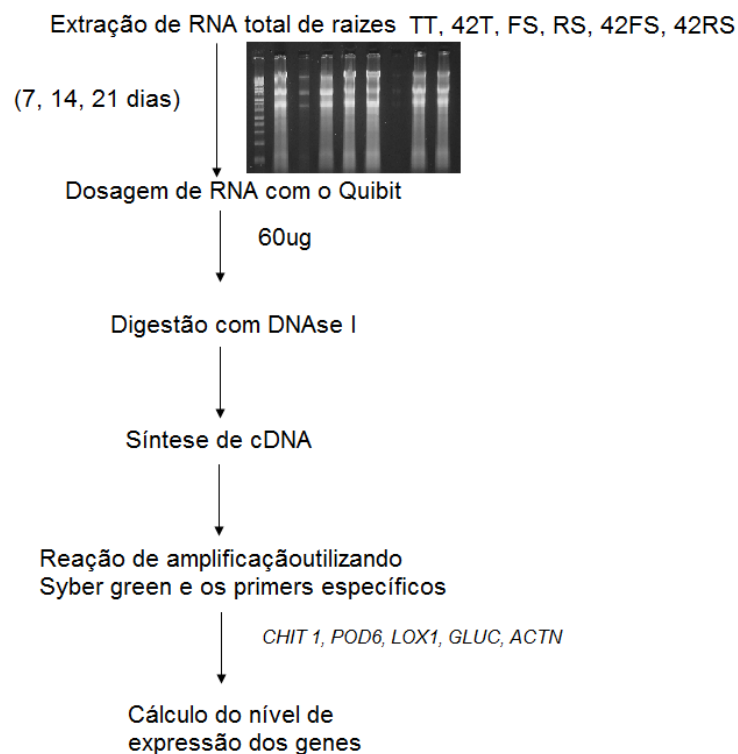 Extração de RNA total de raizes TT, 42T, FS, RS, 42FS, 42RS
(7, 14, 21 dias)
Dosagem de RNA com o Quibit
60ug
Digestão com DNAse I
Síntese de cDNA
Reação de amplificaçãoutilizando
Syber green e os primers específicos
CHIT 1, POD6, LOX1, GLUC, ACTN
Cálculo do nível de
expressão dos genes